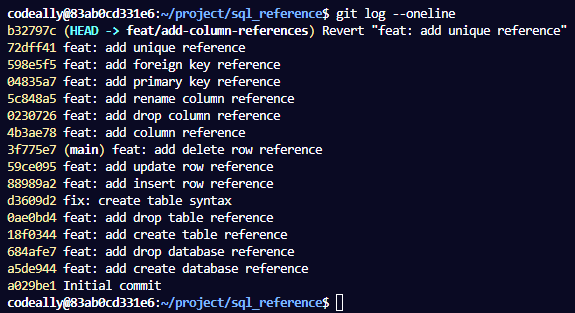 codeally@83ab0cd331e6:~/project/sql_reference$ git log --oneline
b32797c (HEAD -> feat/add-column-references) Revert "feat: add unique reference"
72dff41 feat: add unique reference
598e5f5 feat: add foreign key reference
04835a7 feat: add primary key reference
5c848a5 feat: add rename column reference
0230726 feat: add drop column reference
4b3ae78 feat: add column reference
3f775e7 (main) feat: add delete row reference
59ce095 feat: add update row reference
88989a2 feat: add insert row reference
d3609d2 fix: create table syntax
0ae0bd4 feat: add drop table reference
18f0344 feat: add create table reference
684afe7 feat: add drop database reference
a5de944 feat: add create database reference
a029be1 Initial commit
codeally@83ab0cd331e6:~/project/sql_reference$